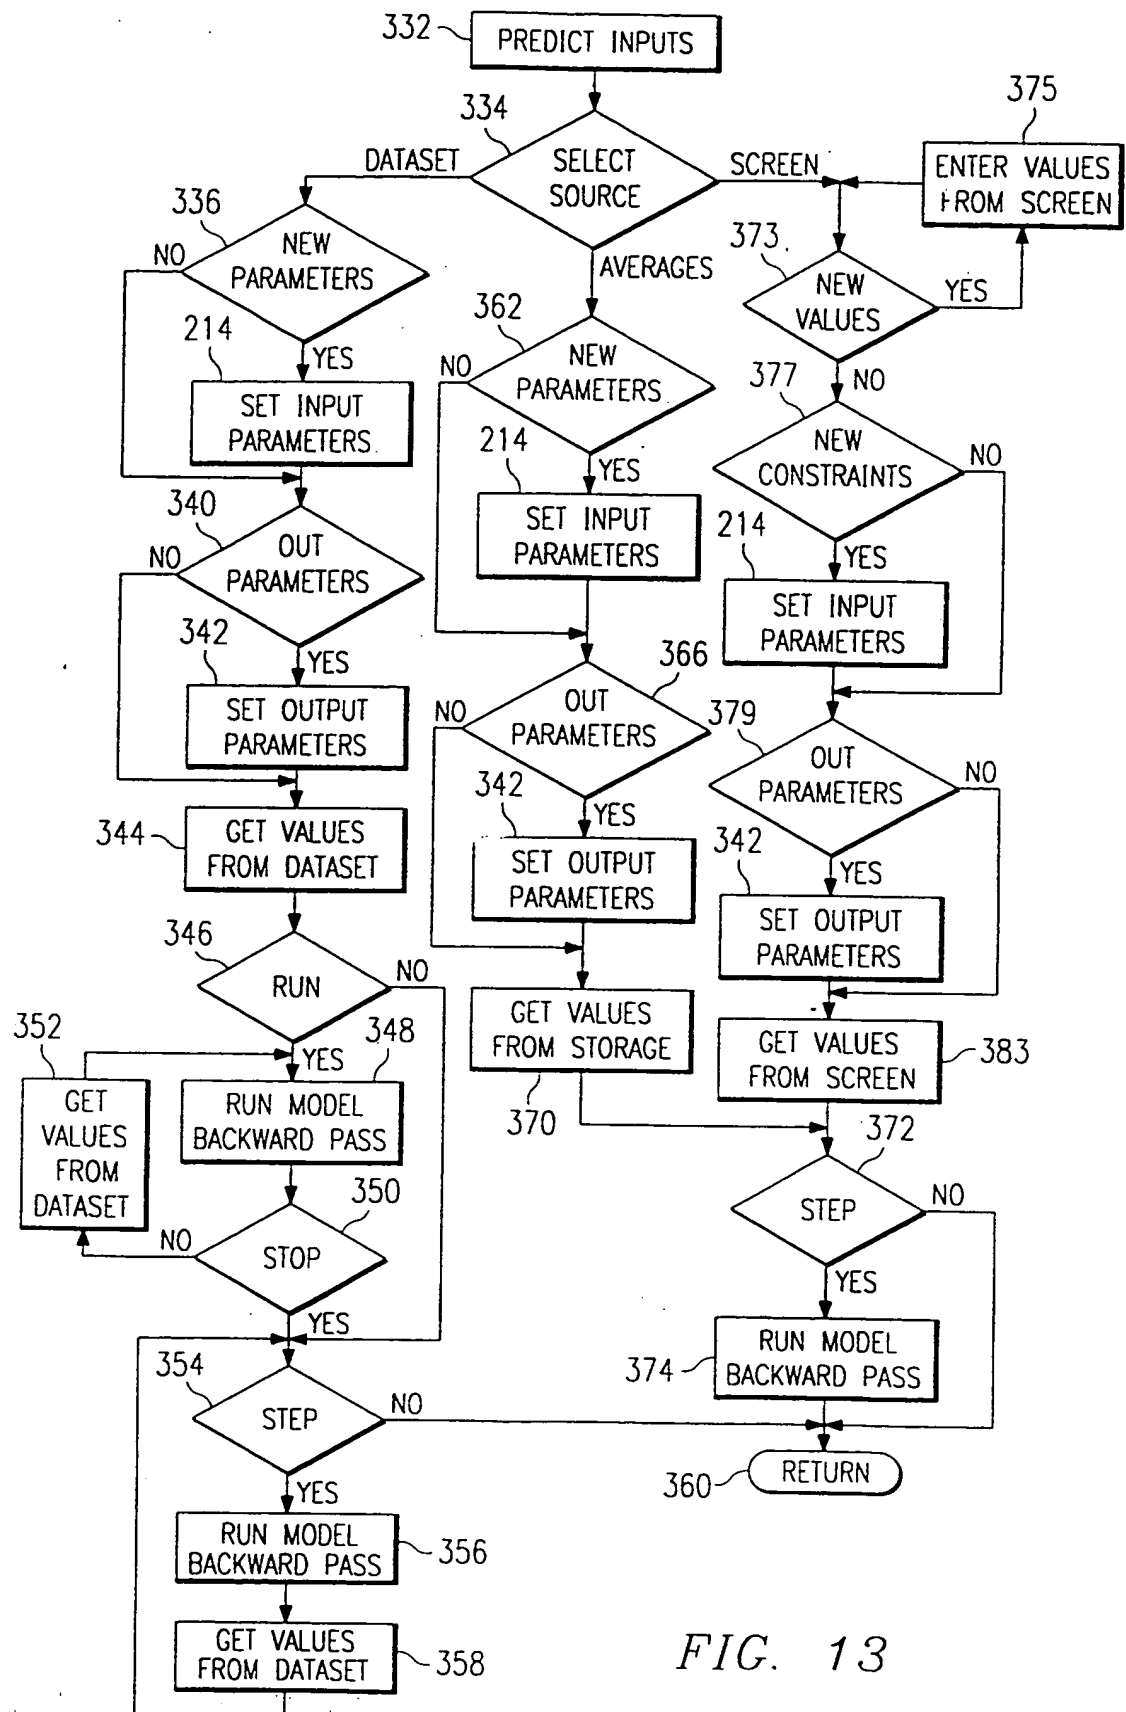 332
PREDICT INPUTS
334
375
DATASET
SELECT
SOURCE
SCREEN
ENTER VALUES
FROM SCREEN
336
NO
NEW
PARAMETERS
AVERAGES
373
NEW
VALUES
YES
214
YES
362
NO
NEW
PARAMETERS
377
NO
SET INPUT
PARAMETERS
214
YES
NEW
CONSTRAINTS
NO
340
NO
OUT
PARAMETERS
SET INPUT
PARAMETERS
214
YES
SET INPUT
PARAMETERS
342
YES
366
SET OUTPUT
PARAMETERS
NO
OUT
PARAMETERS
379
OUT
PARAMETERS
NO
344
GET VALUES
FROM DATASET
342
YES
SET OUTPUT
PARAMETERS
342
YES
SET OUTPUT
PARAMETERS
346
RUN
NO
GET VALUES
FROM STORAGE
370
GET VALUES
FROM SCREEN
383
352
YES
348
GET
VALUES
FROM
DATASET
RUN MODEL
BACKWARD PASS
372
STEP
NO
350
NO
STOP
YES
YES
354
STEP
NO
374
RUN MODEL
BACKWARD PASS
360
RETURN
YES
RUN MODEL
BACKWARD PASS
356
GET VALUES
FROM DATASET
358
FIG. 13